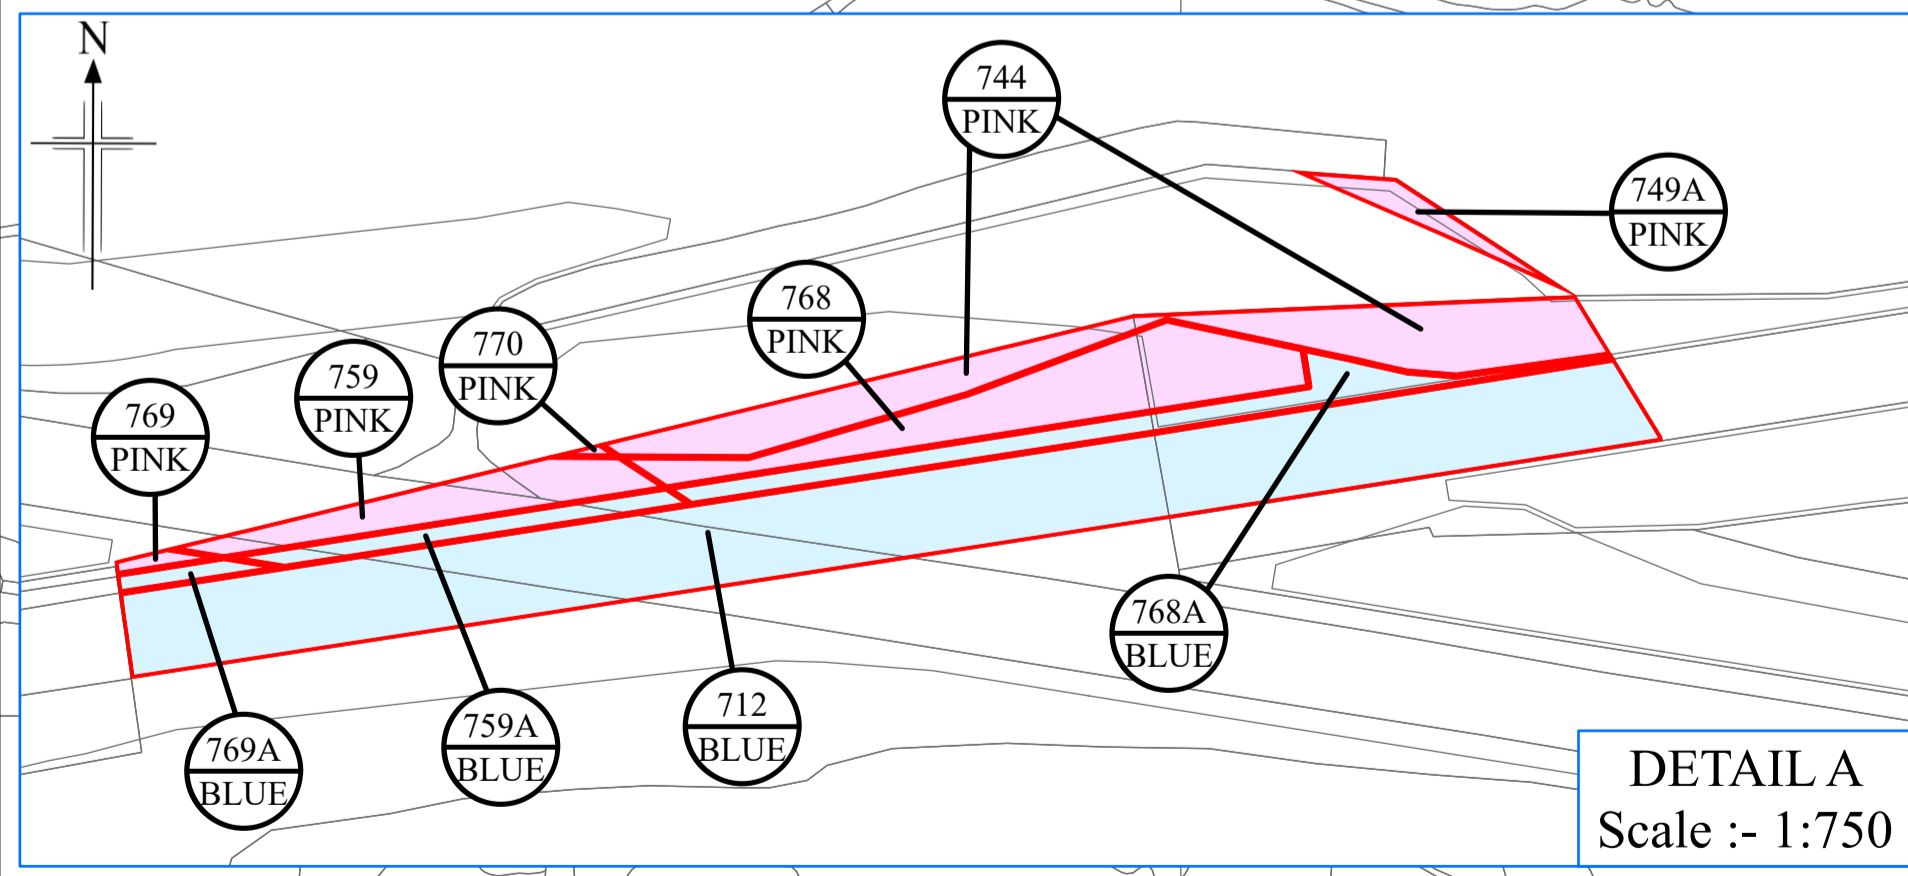 N
744
PINK
749A
PINK
768
PINK
770
PINK
759
PINK
769
PINK
768A
BLUE
712
BLUE
759A
BLUE
769A
BLUE
DETAIL A
Scale :- 1:750